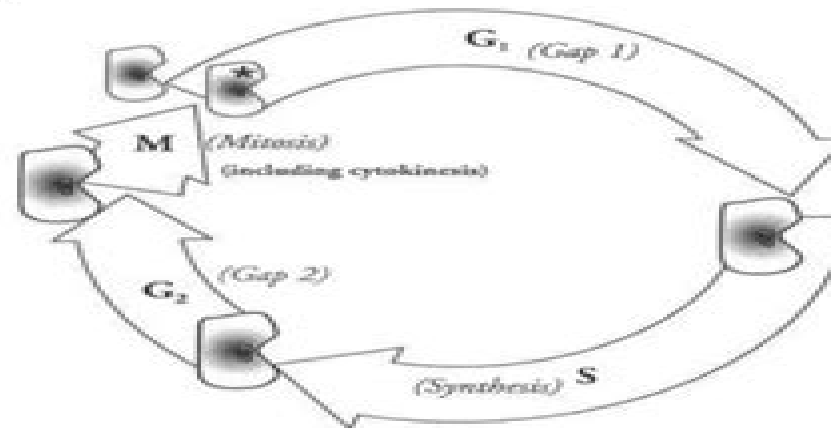 G₁ (Gap 1)
*
M (Mitosis)
(including cytokinesis)
G₂ (Gap 2)
(Synthesis) S